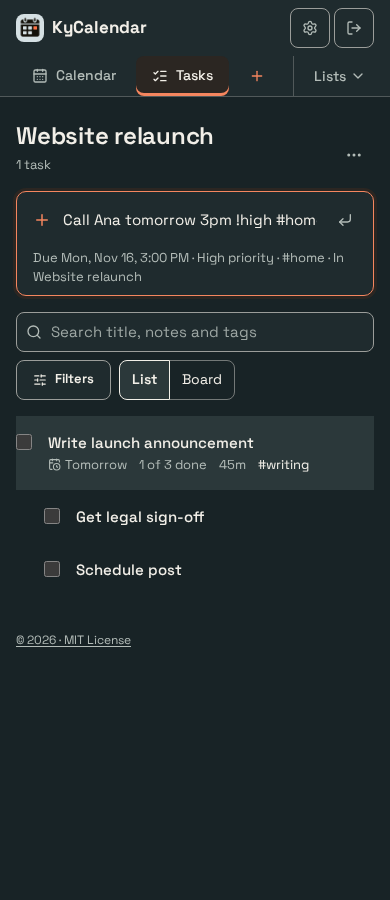 KyCalendar
Calendar
Tasks
+
Lists
Website relaunch
1 task
Call Ana tomorrow 3pm !high #hom
Due Mon, Nov 16, 3:00 PM · High priority · #home · In
Website relaunch
Search title, notes and tags
Filters
List
Board
Write launch announcement
Tomorrow 1 of 3 done 45m #writing
Get legal sign-off
Schedule post
© 2026 · MIT License